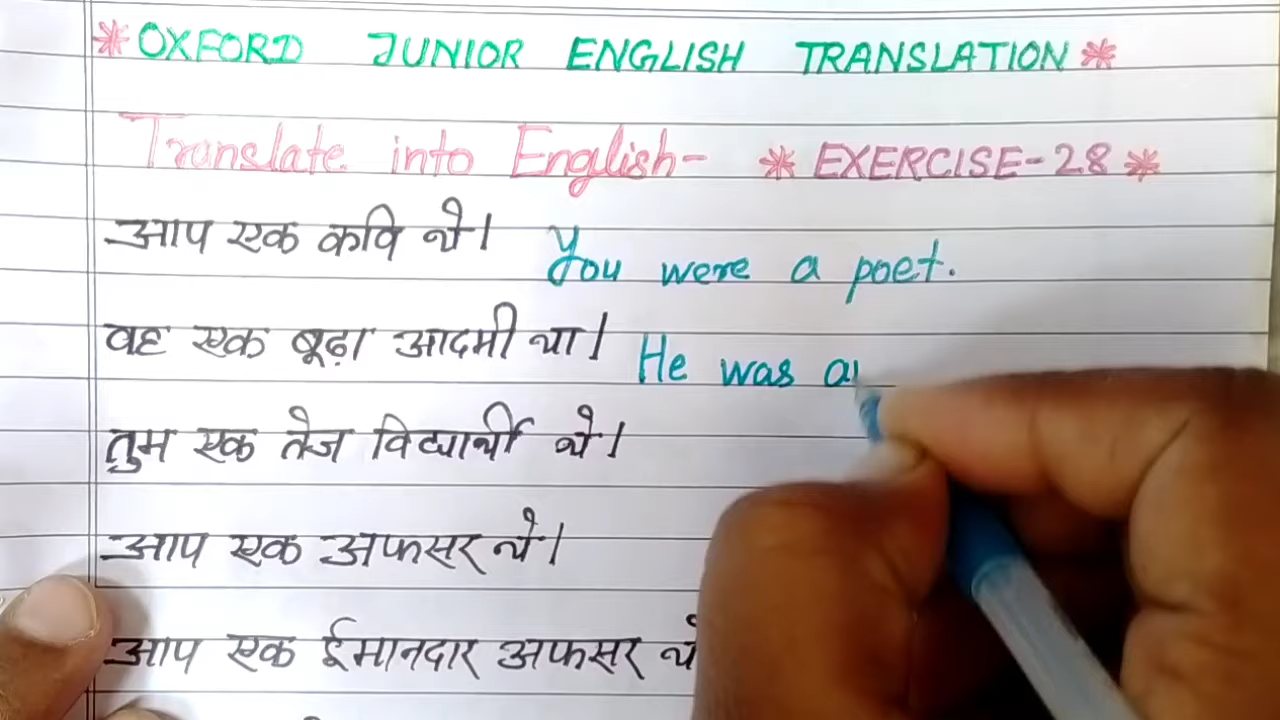 *OXFORD JUNIOR ENGLISH TRANSLATION*
Translate into English- *EXERCISE-28*
आप एक कवि थे। You were a poet.
वह एक बूढ़ा आदमी था। He was an
तुम एक तेज विद्यार्थी थे।
आप एक अफसर थे।
आप एक ईमानदार अफसर थे